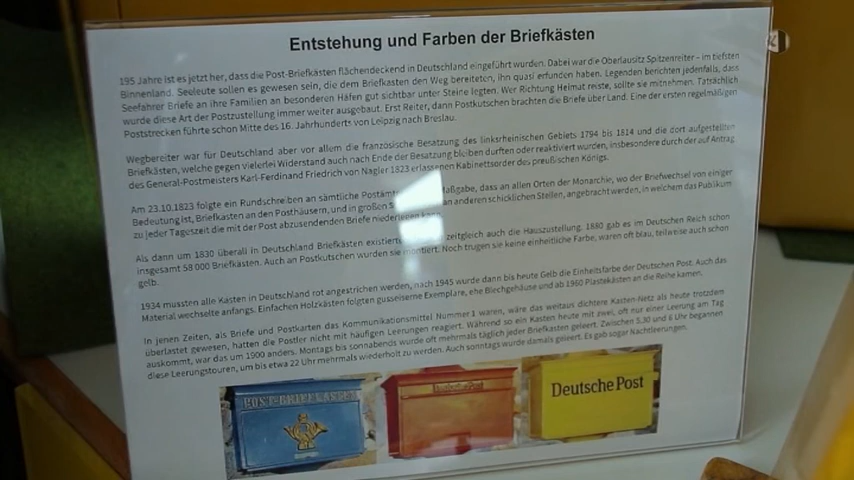 Entstehung und Farben der Briefkästen
195 Jahre ist es jetzt her, dass die Post-Briefkästen flächendeckend in Deutschland eingeführt wurden. Dabei war die Oberlausitz Spitzenreiter – im tiefsten
Binnenland. Seeleute sollen es gewesen sein, die dem Briefkasten den Weg bereiteten, ihn quasi erfunden haben. Legenden berichten jedenfalls, dass
Seefahrer Briefe an ihre Familien an besonderen Häfen gut sichtbar unter Steine legten. Wer Richtung Heimat reiste, sollte sie mitnehmen. Tatsächlich
wurde diese Art der Postzustellung immer weiter ausgebaut. Erst Reiter, dann Postkutschen brachten die Briefe über Land. Eine der ersten regelmäßigen
Poststrecken führte schon Mitte des 16. Jahrhunderts von Leipzig nach Breslau.
Wegbereiter war für Deutschland aber vor allem die französische Besatzung des linksrheinischen Gebiets 1794 bis 1814 und die dort aufgestellten
Briefkästen, welche gegen vielerlei Widerstand auch nach Ende der Besatzung bleiben durften oder reaktiviert wurden, insbesondere durch der auf Antrag
des General-Postmeisters Karl-Ferdinand Friedrich von Nagler 1823 erlassenen Kabinettsorder des preußischen Königs.
Am 23.10.1823 folgte ein Rundschreiben an sämtliche Postämt Maßgabe, dass an allen Orten der Monarchie, wo der Briefwechsel von einiger
Bedeutung ist, Briefkasten an den Posthäusern, und in großen an anderen schicklichen Stellen, angebracht werden, in welchem das Publikum
zu jeder Tageszeit die mit der Post abzusendenden Briefe niederlegen kann.
Als dann um 1830 überall in Deutschland Briefkästen existierte zeitgleich auch die Hauszustellung. 1880 gab es im Deutschen Reich schon
insgesamt 58 000 Briefkästen. Auch an Postkutschen wurden sie montiert. Noch trugen sie keine einheitliche Farbe, waren oft blau, teilweise auch schon
gelb.
1934 mussten alle Kästen in Deutschland rot angestrichen werden, nach 1945 wurde dann bis heute Gelb die Einheitsfarbe der Deutschen Post. Auch das
Material wechselte anfangs. Einfachen Holzkästen folgten gusseiserne Exemplare, ehe Blechgehäuse und ab 1960 Plastekästen an die Reihe kamen.
In jenen Zeiten, als Briefe und Postkarten das Kommunikationsmittel Nummer 1 waren, wäre das weitaus dichtere Kasten-Netz als heute trotzdem
überlastet gewesen, hätten die Postler nicht mit häufigen Leerungen reagiert. Während so ein Kasten heute mit zwei, oft nur einer Leerung am Tag
auskommt, war das um 1900 anders. Montags bis sonnabends wurde oft mehrmals täglich jeder Briefkasten geleert. Zwischen 5.30 und 6 Uhr begannen
diese Leerungstouren, um bis etwa 22 Uhr mehrmals wiederholt zu werden. Auch sonntags wurde damals geleert. Es gab sogar Nachtleerungen.
POST-BRIEFKASTEN
Deutsche Post
Deutsche Post